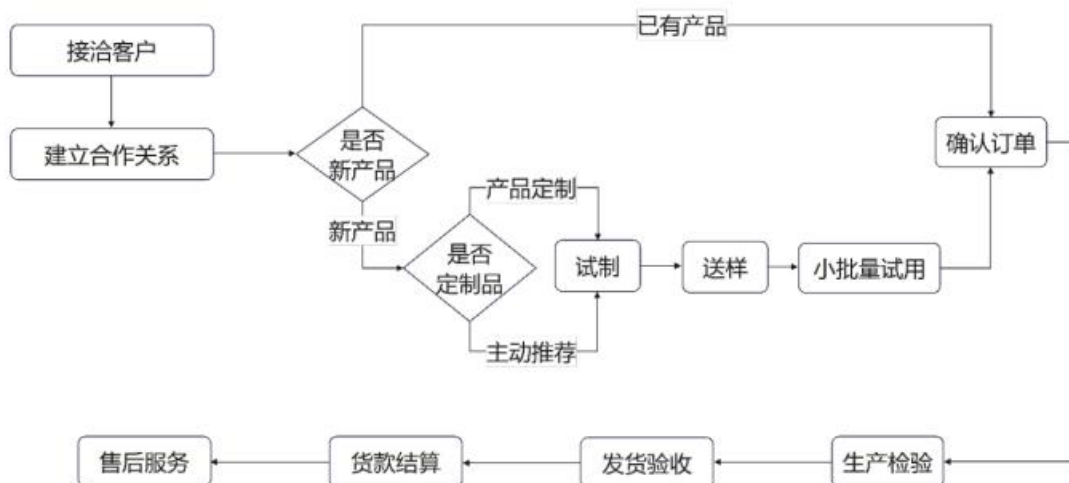 已有产品
接洽客户
建立合作关系
是否
新产品
确认订单
产品定制
新产品
是否
定制品
试制
送样
小批量试用
主动推荐
售后服务
货款结算
发货验收
生产检验